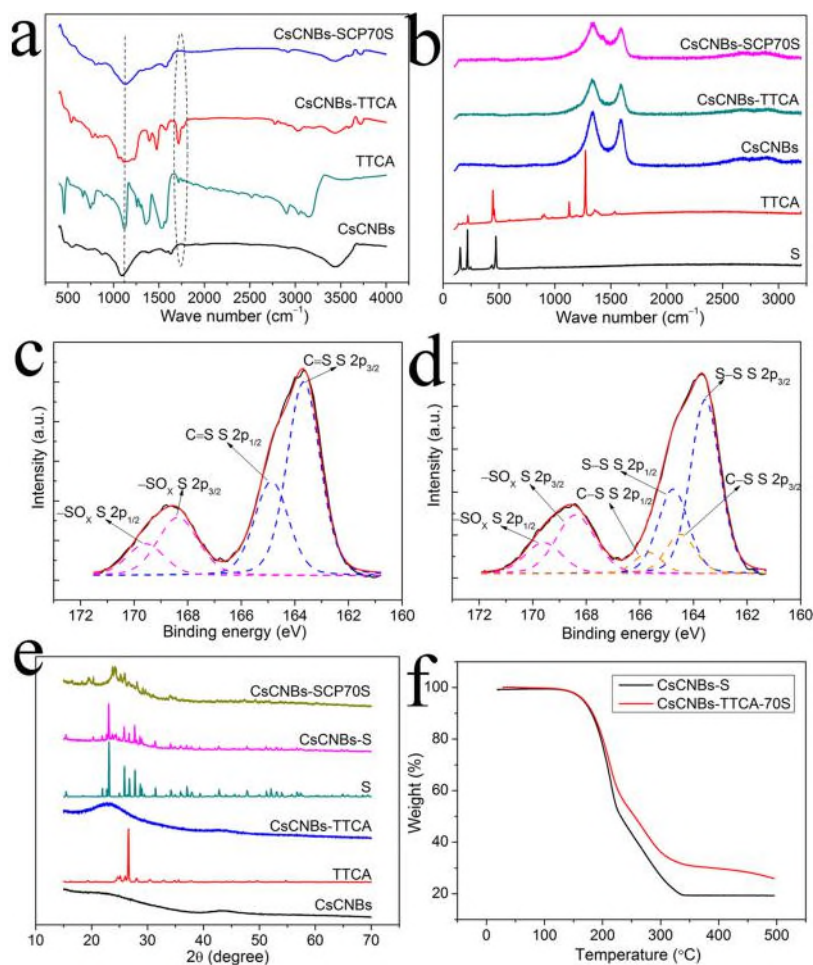 a
CsCNBs-SCP70S
CsCNBs-TTCA
TTCA
CsCNBs
500 1000 1500 2000 2500 3000 3500 4000
Wave number (cm⁻¹)
b
CsCNBs-SCP70S
CsCNBs-TTCA
CsCNBs
TTCA
S
500 1000 1500 2000 2500 3000
Wave number (cm⁻¹)
c
Intensity (a.u.)
C=S S 2p₃/₂
C=S S 2p₁/₂
–SOₓ S 2p₃/₂
–SOₓ S 2p₁/₂
172 170 168 166 164 162 160
Binding energy (eV)
d
Intensity (a.u.)
S–S S 2p₃/₂
S–S S 2p₁/₂
–SOₓ S 2p₃/₂
C–S S 2p₁/₂
C–S S 2p₃/₂
–SOₓ S 2p₁/₂
172 170 168 166 164 162 160
Binding energy (eV)
e
CsCNBs-SCP70S
CsCNBs-S
S
CsCNBs-TTCA
TTCA
CsCNBs
10 20 30 40 50 60 70
2θ (degree)
f
CsCNBs-S
CsCNBs-TTCA-70S
Weight (%)
100
80
60
40
20
0 100 200 300 400 500
Temperature (°C)